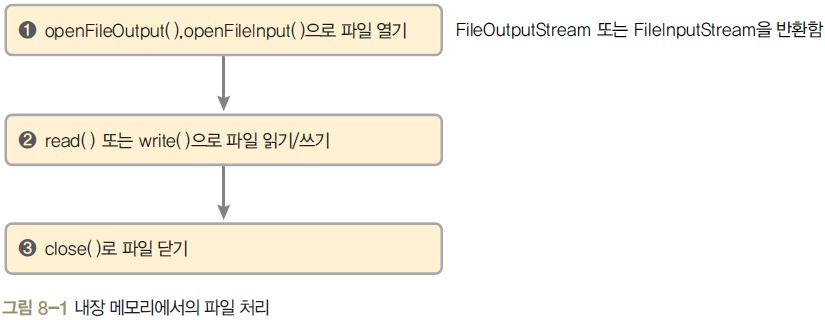 ❶ openFileOutput( ),openFileInput( )으로 파일 열기 FileOutputStream 또는 FileInputStream을 반환함
❷ read( ) 또는 write( )으로 파일 읽기/쓰기
❸ close( )로 파일 닫기
그림 8-1 내장 메모리에서의 파일 처리